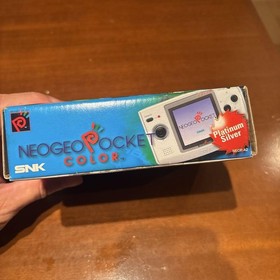 NEOGEO POCKET
COLOR
SNK
NEOGEO POCKET
Platinum
Silver